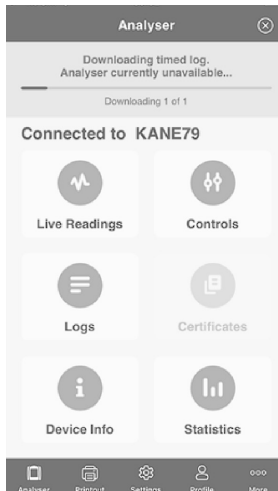 Analyser
Downloading timed log.
Analyser currently unavailable...
Downloading 1 of 1
Connected to KANE79
Live Readings
Controls
Logs
Certificates
Device Info
Statistics
Analyser
Printout
Settings
Profile
More